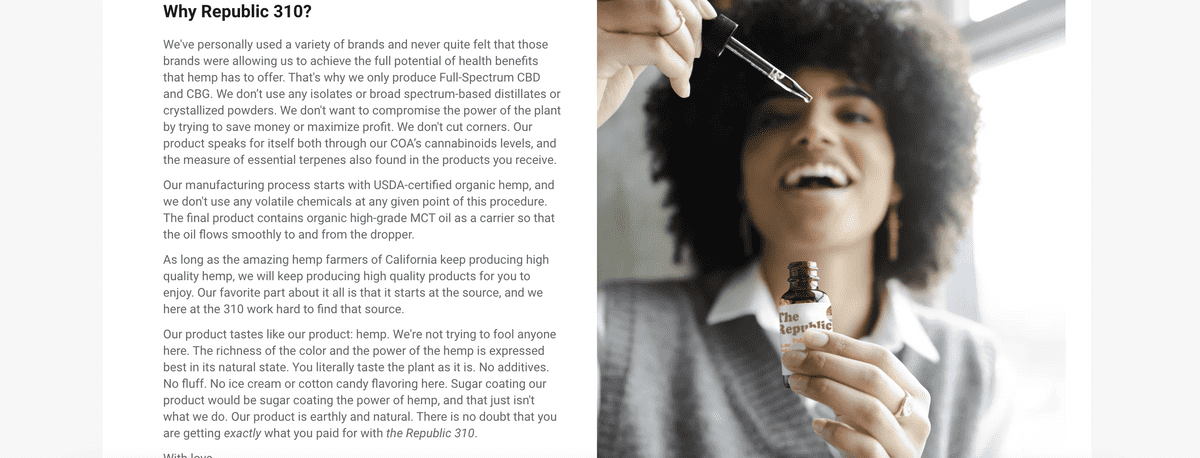 Why Republic 310?
We've personally used a variety of brands and never quite felt that those
brands were allowing us to achieve the full potential of health benefits
that hemp has to offer. That's why we only produce Full-Spectrum CBD
and CBG. We don't use any isolates or broad spectrum-based distillates or
crystallized powders. We don't want to compromise the power of the plant
by trying to save money or maximize profit. We don't cut corners. Our
product speaks for itself both through our COA's cannabinoids levels, and
the measure of essential terpenes also found in the products you receive.
Our manufacturing process starts with USDA-certified organic hemp, and
we don't use any volatile chemicals at any given point of this procedure.
The final product contains organic high-grade MCT oil as a carrier so that
the oil flows smoothly to and from the dropper.
As long as the amazing hemp farmers of California keep producing high
quality hemp, we will keep producing high quality products for you to
enjoy. Our favorite part about it all is that it starts at the source, and we
here at the 310 work hard to find that source.
Our product tastes like our product: hemp. We're not trying to fool anyone
here. The richness of the color and the power of the hemp is expressed
best in its natural state. You literally taste the plant as it is. No additives.
No fluff. No ice cream or cotton candy flavoring here. Sugar coating our
product would be sugar coating the power of hemp, and that just isn't
what we do. Our product is earthly and natural. There is no doubt that you
are getting exactly what you paid for with the Republic 310.
With love
The
Republic